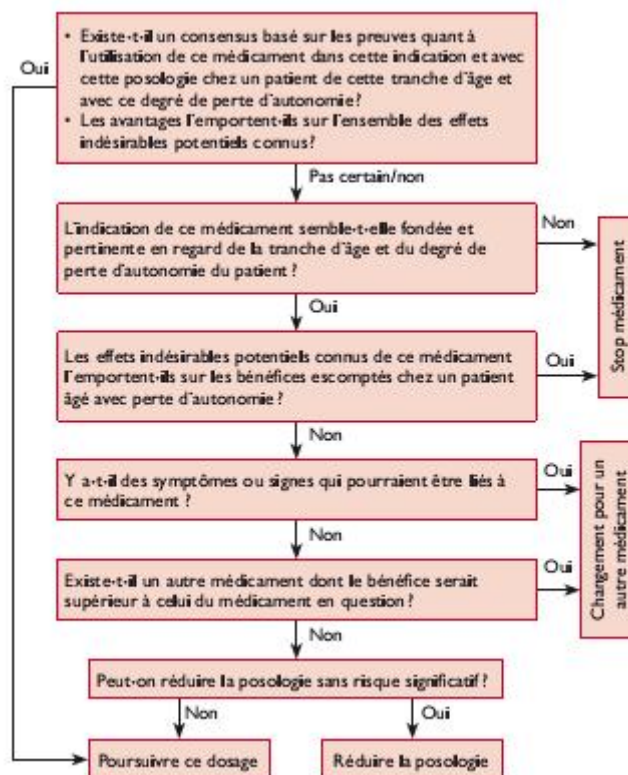 • Existe-t-il un consensus basé sur les preuves quant à
l'utilisation de ce médicament dans cette indication et avec
cette posologie chez un patient de cette tranche d'âge et
avec ce degré de perte d'autonomie?
• Les avantages l'emportent-ils sur l'ensemble des effets
indésirables potentiels connus?
Oui
Pas certain/non
L'indication de ce médicament semble-t-elle fondée et
pertinente en regard de la tranche d'âge et du degré de
perte d'autonomie du patient ?
Non
Stop médicament
Oui
Les effets indésirables potentiels connus de ce médicament
l'emportent-ils sur les bénéfices escomptés chez un patient
âgé avec perte d'autonomie ?
Oui
Non
Y a-t-il des symptômes ou signes qui pourraient être liés à
ce médicament ?
Oui
Changement pour un
autre médicament
Non
Existe-t-il un autre médicament dont le bénéfice serait
supérieur à celui du médicament en question ?
Oui
Non
Peut-on réduire la posologie sans risque significatif ?
Non
Oui
Poursuivre ce dosage
Réduire la posologie